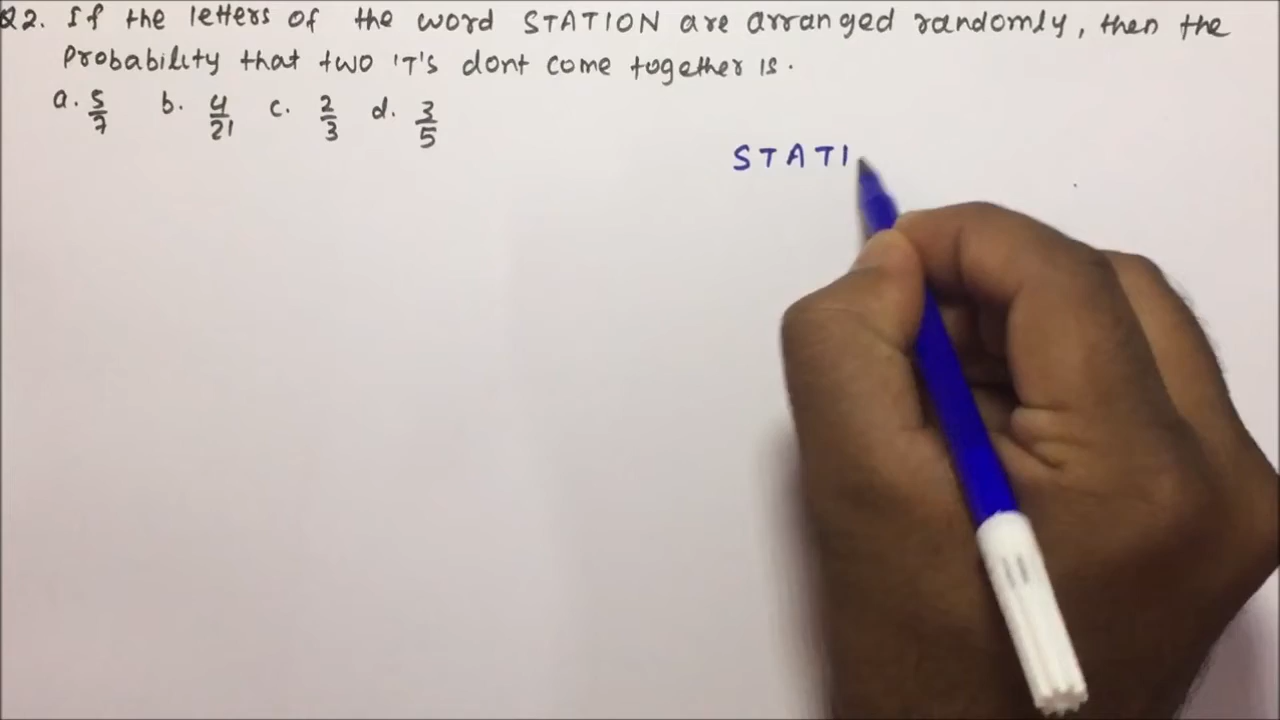 Q2. If the letters of the word STATION are arranged randomly, then the
Probability that two 'T's dont come together is.
a. 5/7 b. 4/21 c. 2/3 d. 3/5
STATI